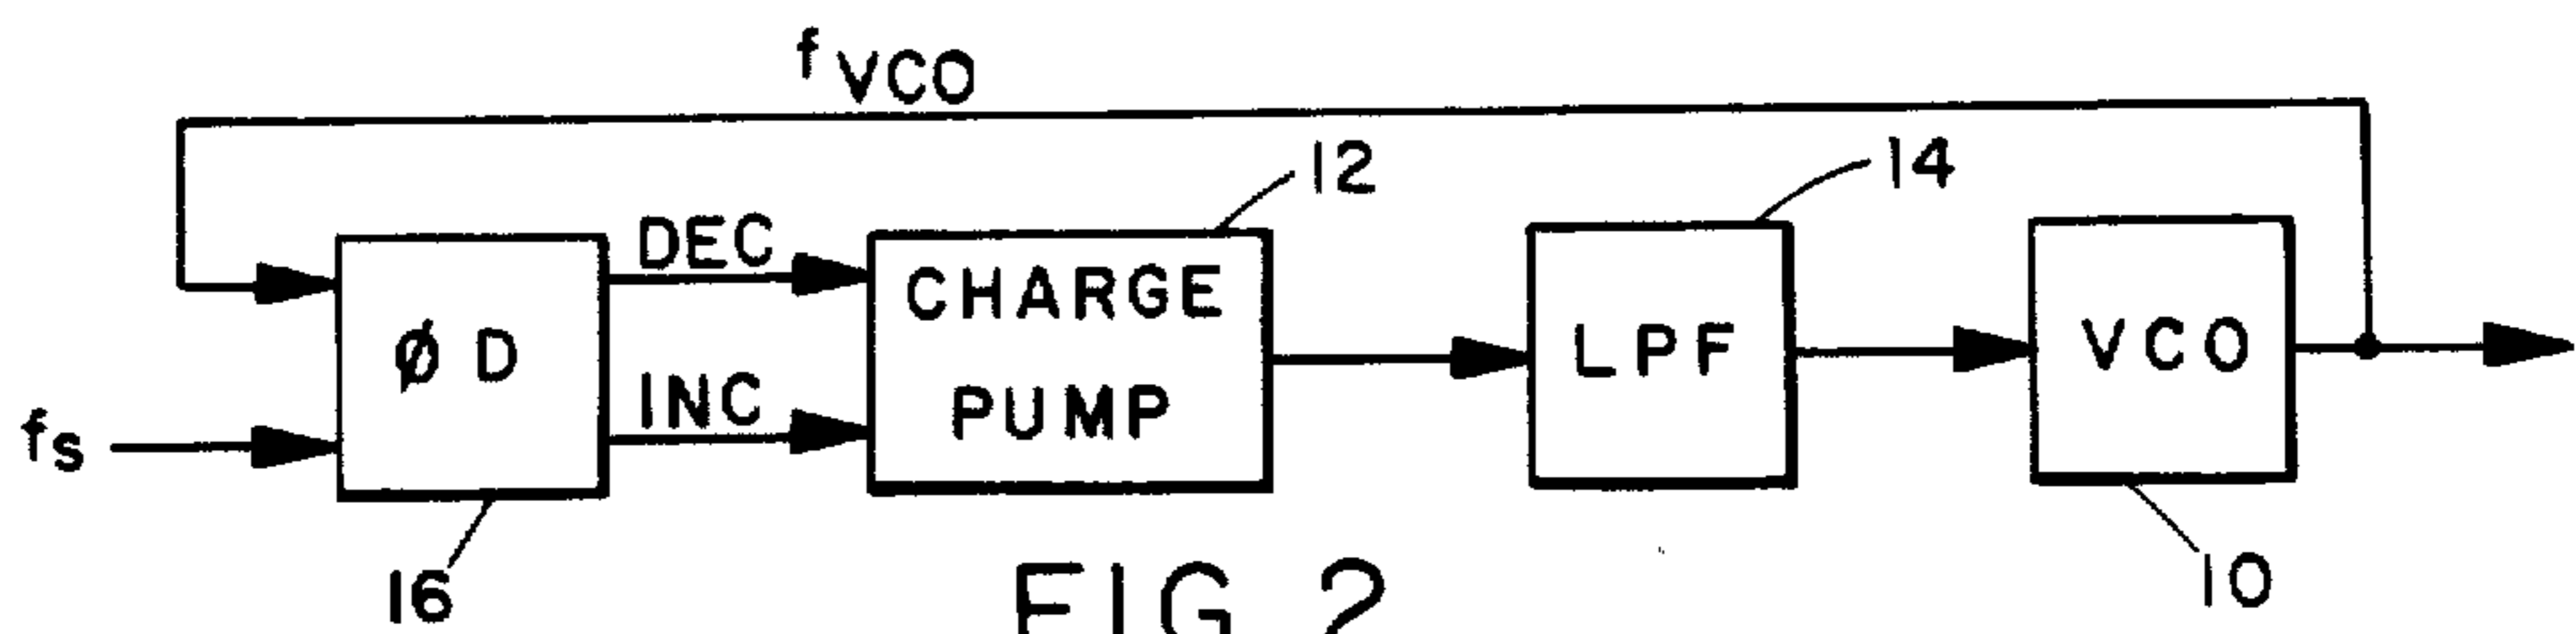 fVCO
12
14
DEC
CHARGE
PUMP
ØD
LPF
VCO
INC
fS
16
10
FIG. 2